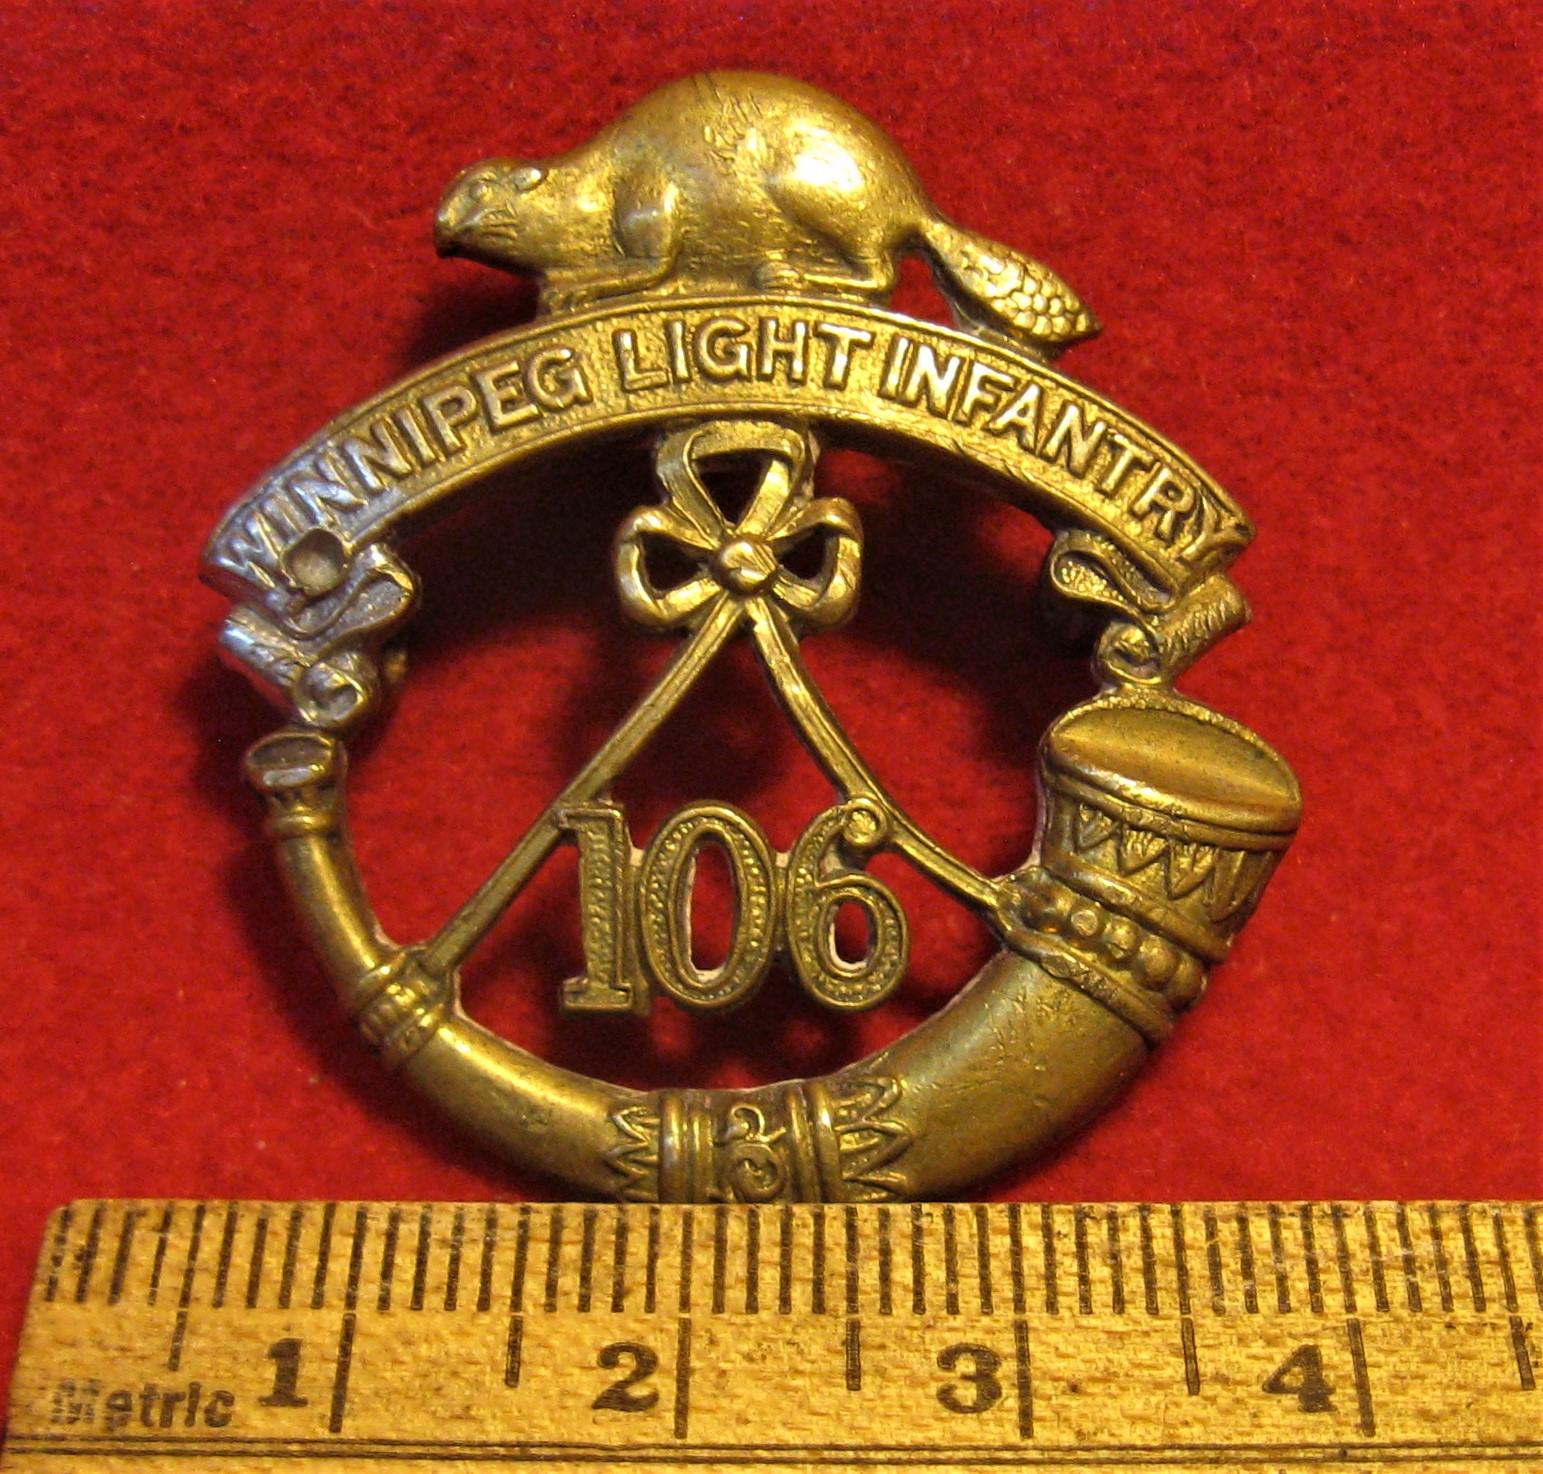 WINNIPEG LIGHT INFANTRY
106
1 2 3 4
Metric